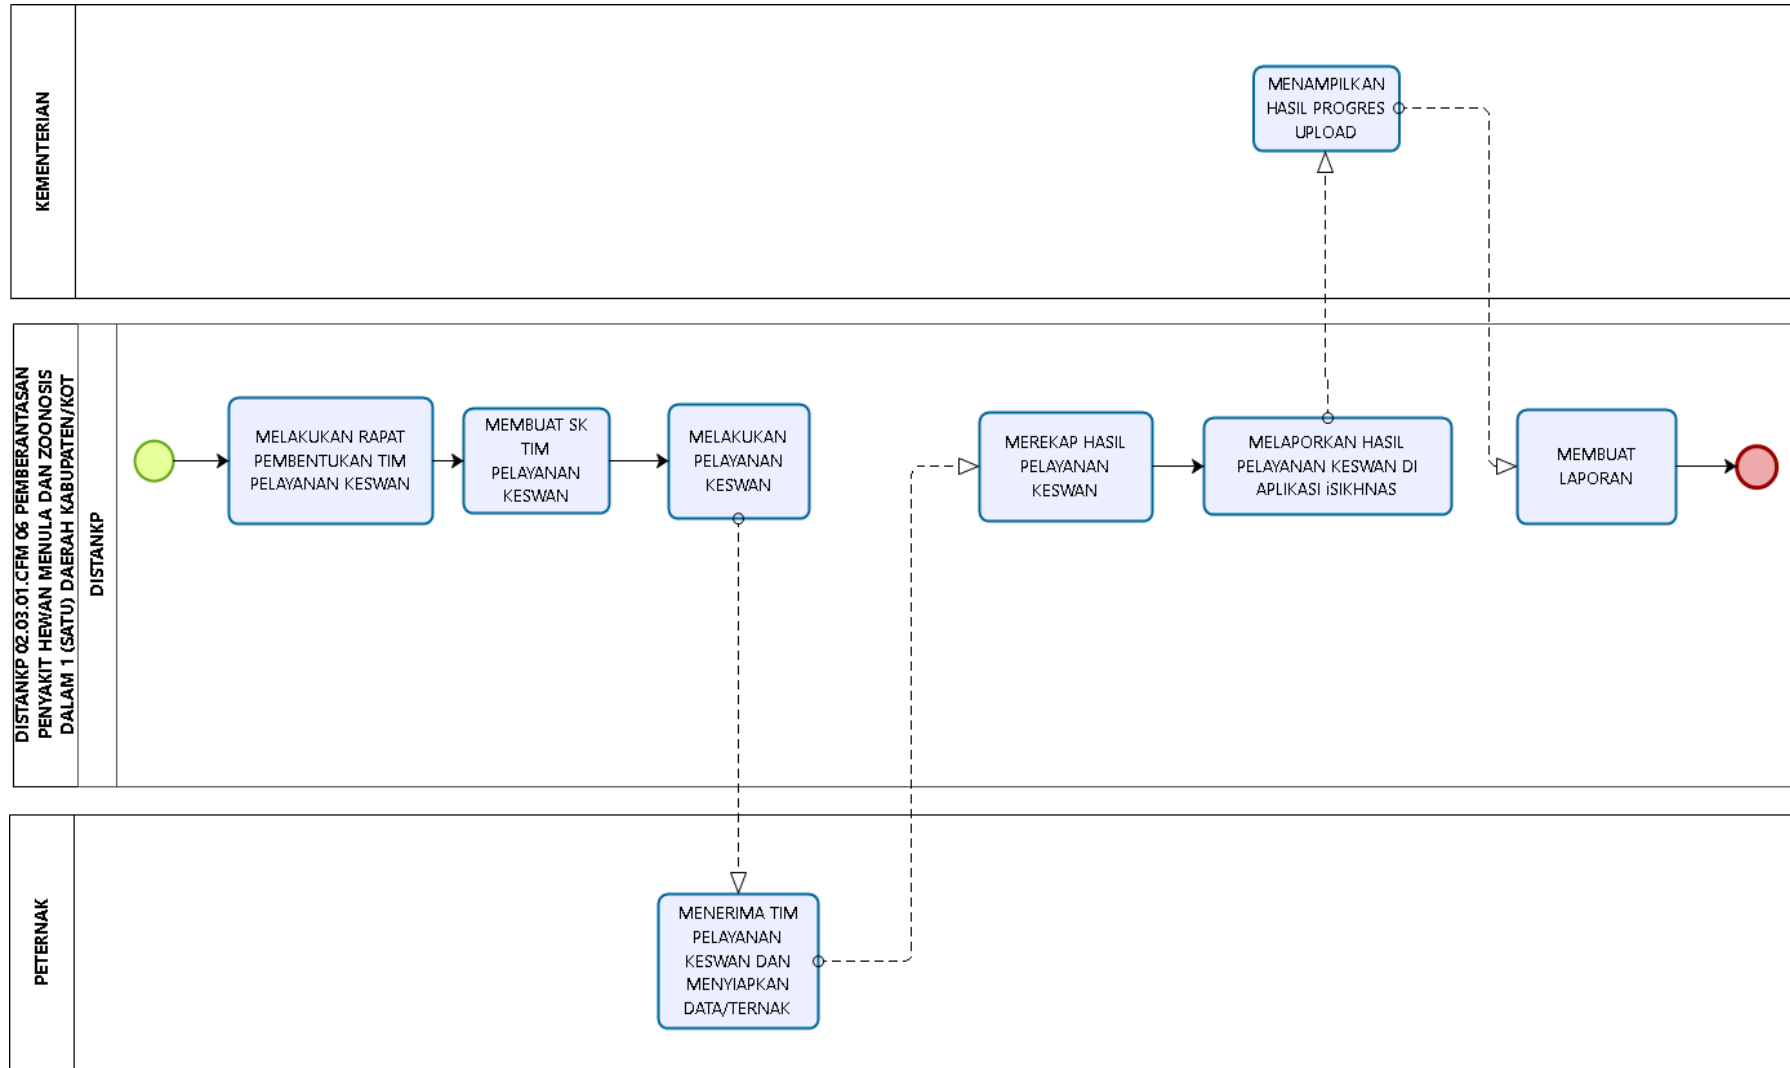 KEMENTERIAN
MENAMPILKAN
HASIL PROGRES
UPLOAD
DISTANKP 02.03.01.CFM 06 PEMBERANTASAN
PENYAKIT HEWAN MENULA DAN ZOONOSIS
DALAM 1 (SATU) DAERAH KABUPATEN/KOT
DISTANKP
MELAKUKAN RAPAT
PEMBENTUKAN TIM
PELAYANAN KESWAN
MEMBUAT SK
TIM
PELAYANAN
KESWAN
MELAKUKAN
PELAYANAN
KESWAN
MEREKAP HASIL
PELAYANAN
KESWAN
MELAPORKAN HASIL
PELAYANAN KESWAN DI
APLIKASI iSIKHNAS
MEMBUAT
LAPORAN
PETERNAK
MENERIMA TIM
PELAYANAN
KESWAN DAN
MENYIAPKAN
DATA/TERNAK